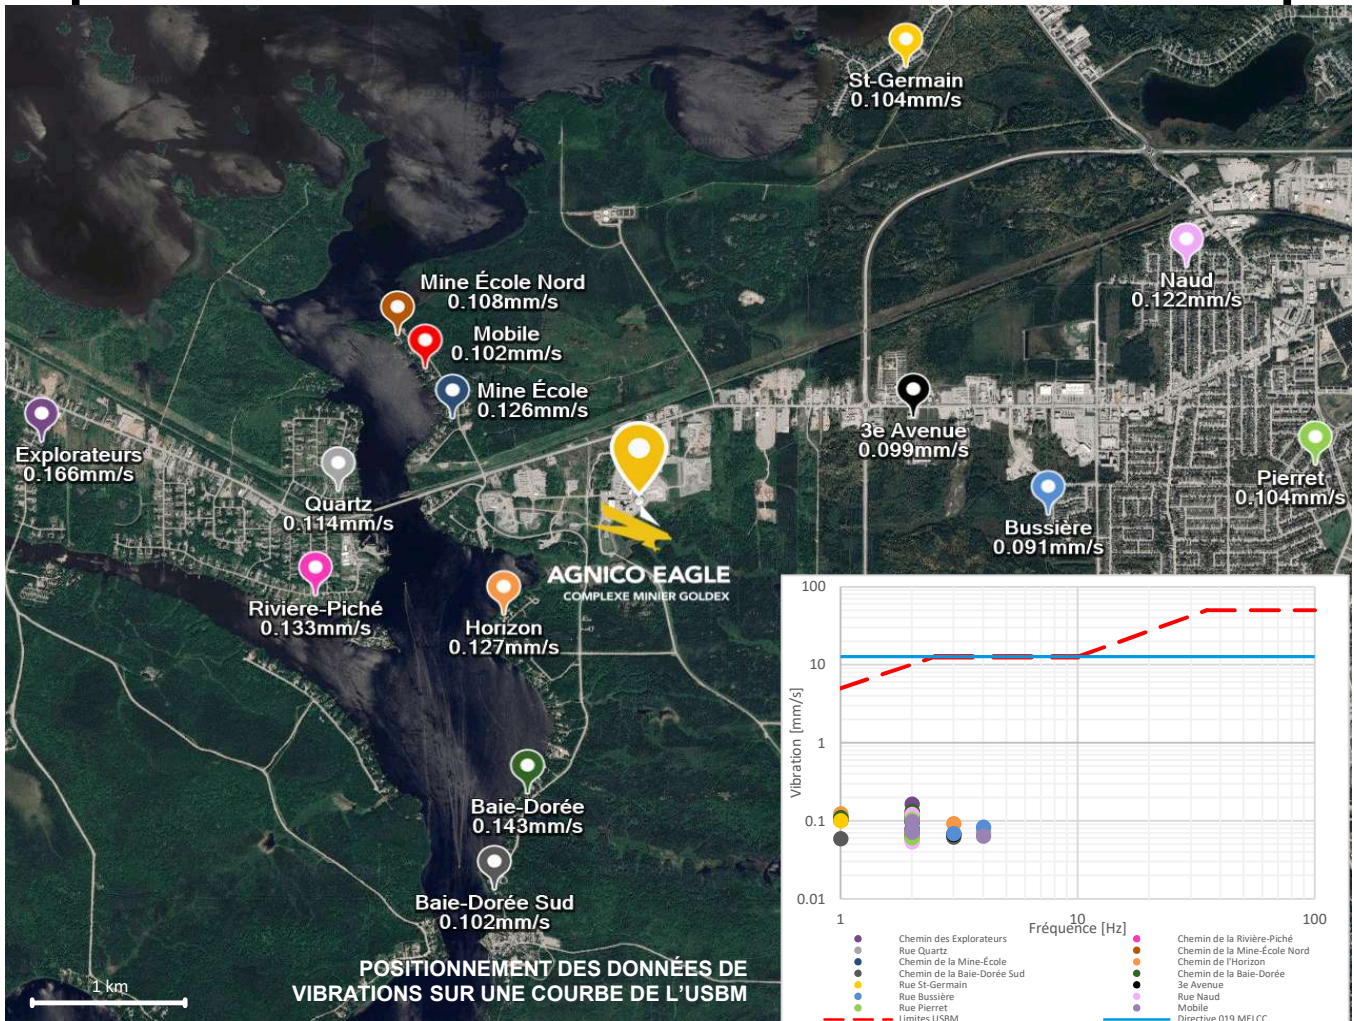 St-Germain
0.104mm/s
Mine École Nord
0.108mm/s
Mobile
0.102mm/s
Mine École
0.126mm/s
Naud
0.122mm/s
Explorateurs
0.166mm/s
Quartz
0.114mm/s
3e Avenue
0.099mm/s
Pierret
0.104mm/s
Bussière
0.091mm/s
Riviere-Piché
0.133mm/s
AGNICO EAGLE
COMPLEXE MINIER GOLDEX
Horizon
0.127mm/s
Baie-Dorée
0.143mm/s
Baie-Dorée Sud
0.102mm/s
1 km
POSITIONNEMENT DES DONNÉES DE
VIBRATIONS SUR UNE COURBE DE L'USBM
Vibration [mm/s]
100
10
1
0.1
0.01
1
10
100
Fréquence [Hz]
Chemin des Explorateurs
Chemin de la Rivière-Piché
Rue Quartz
Chemin de la Mine-École Nord
Chemin de la Mine-École
Chemin de l'Horizon
Chemin de la Baie-Dorée Sud
Chemin de la Baie-Dorée
Rue St-Germain
3e Avenue
Rue Bussière
Rue Naud
Rue Pierret
Mobile
Limites USBM
Directive 019 MELCC